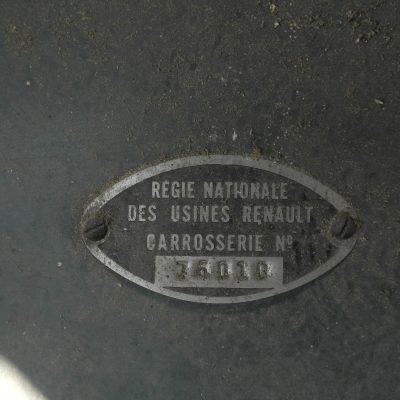 RÉGIE NATIONALE
DES USINES RENAULT
CARROSSERIE Nº
36010